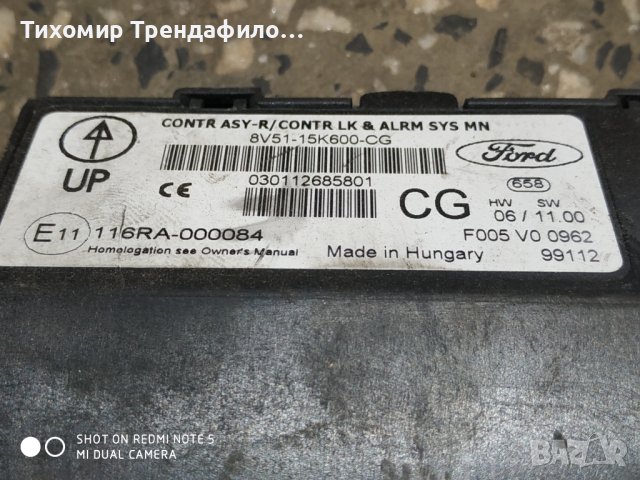 Тихомир Трендафило...
CONTR ASY-R/CONTR LK & ALRM SYS MN
8V51-15K600-CG
UP
CE
030112685801
CG
Ford
658
HW SW
06 / 11.00
E11 116RA-000084
Homologation see Owner's Manual
Made in Hungary
F005 V0 0962
99112
SHOT ON REDMI NOTE 5
MI DUAL CAMERA
BAZAR